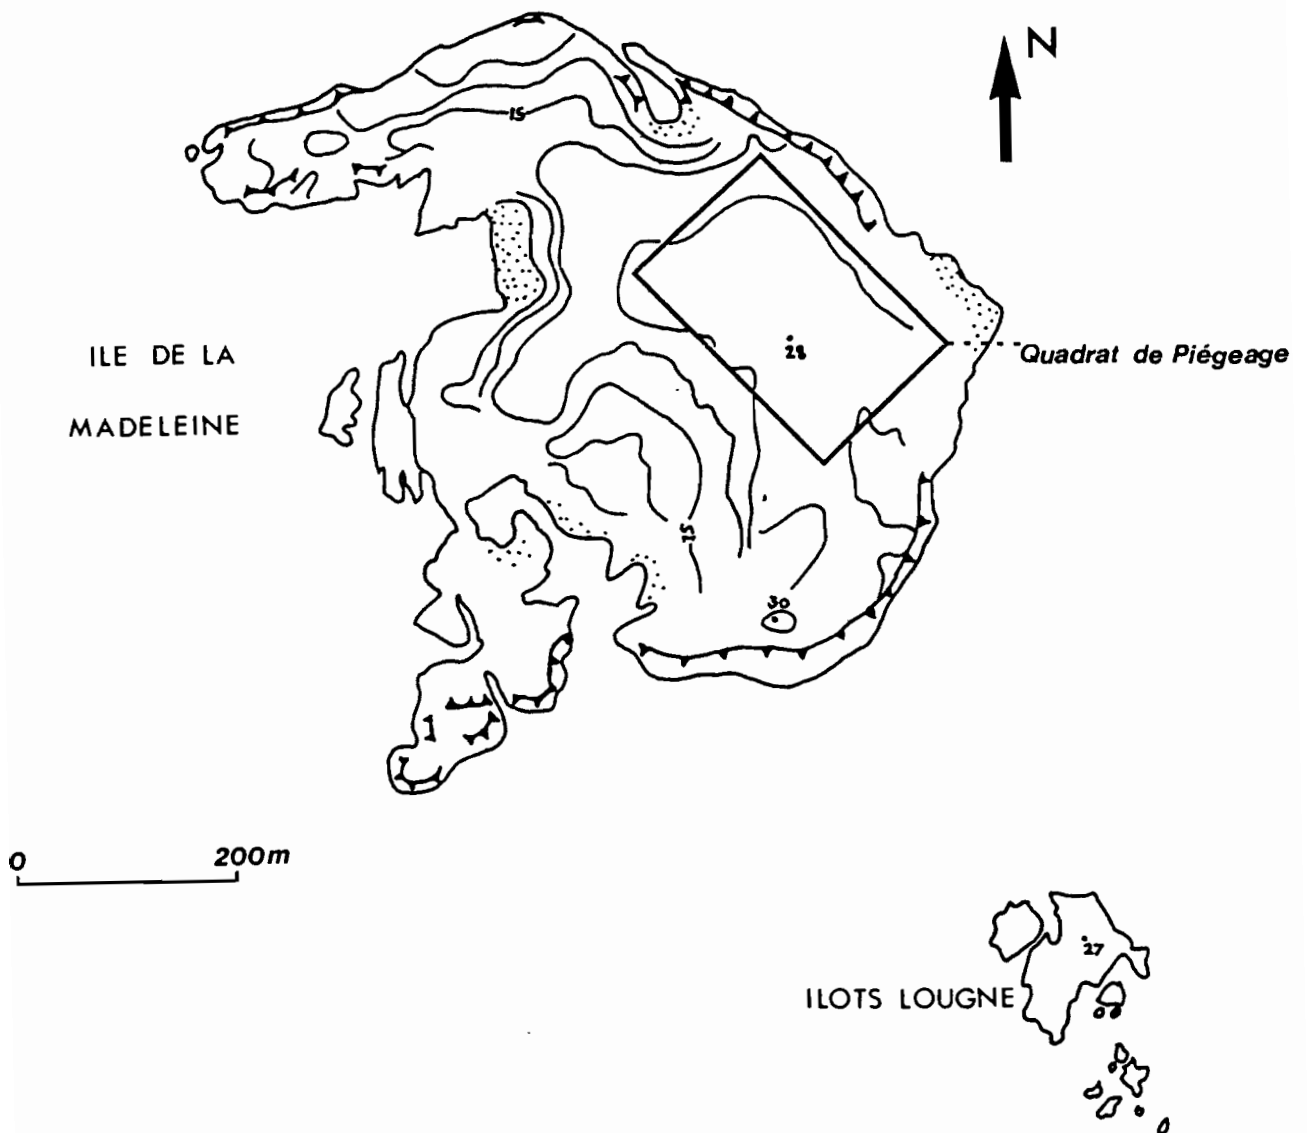 N
15
28
Quadrat de Piégeage
ILE DE LA
MADELEINE
25
30
0 200m
27
ILOTS LOUGNE